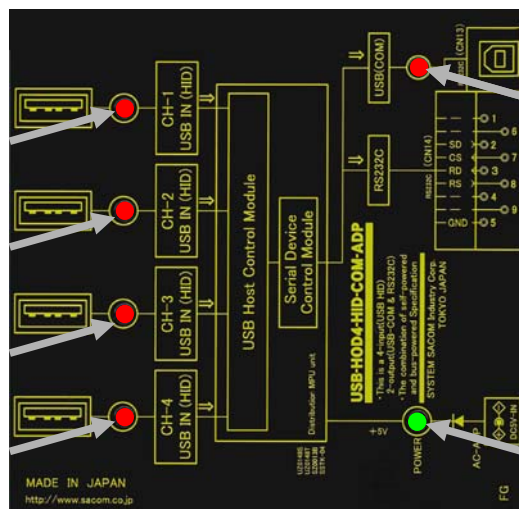 CH-1
USB IN (HID)
CH-2
USB IN (HID)
CH-3
USB IN (HID)
CH-4
USB IN (HID)
USB Host Control Module
Serial Device
Control Module
Distribution MPU unit
USB(COM)
RS232C
(CN13)
RS232C (CN14)
1
6
SD 2
CS 7
RD 3
RS 8
4
9
GND 5
USB-HOD4-HID-COM-ADP
・This is a 4-input(USB HID)
2-output(USB-COM & RS232C)
・The combination of self-powered
and bus-powered Specification
SYSTEM SACOM Industry Corp.
TOKYO JAPAN
+5V
POWER
DC5V-IN
FG
MADE IN JAPAN
http://www.sacom.co.jp